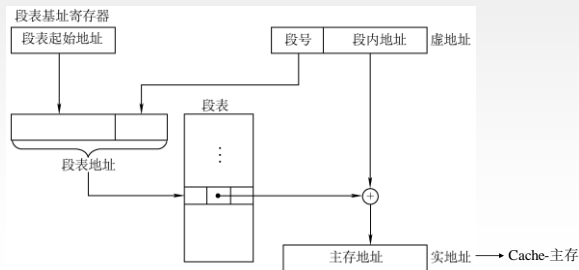 段表基址寄存器
段表起始地址
段号
段内地址
虚地址
段表
⋮
段表地址
主存地址
实地址
Cache-主存